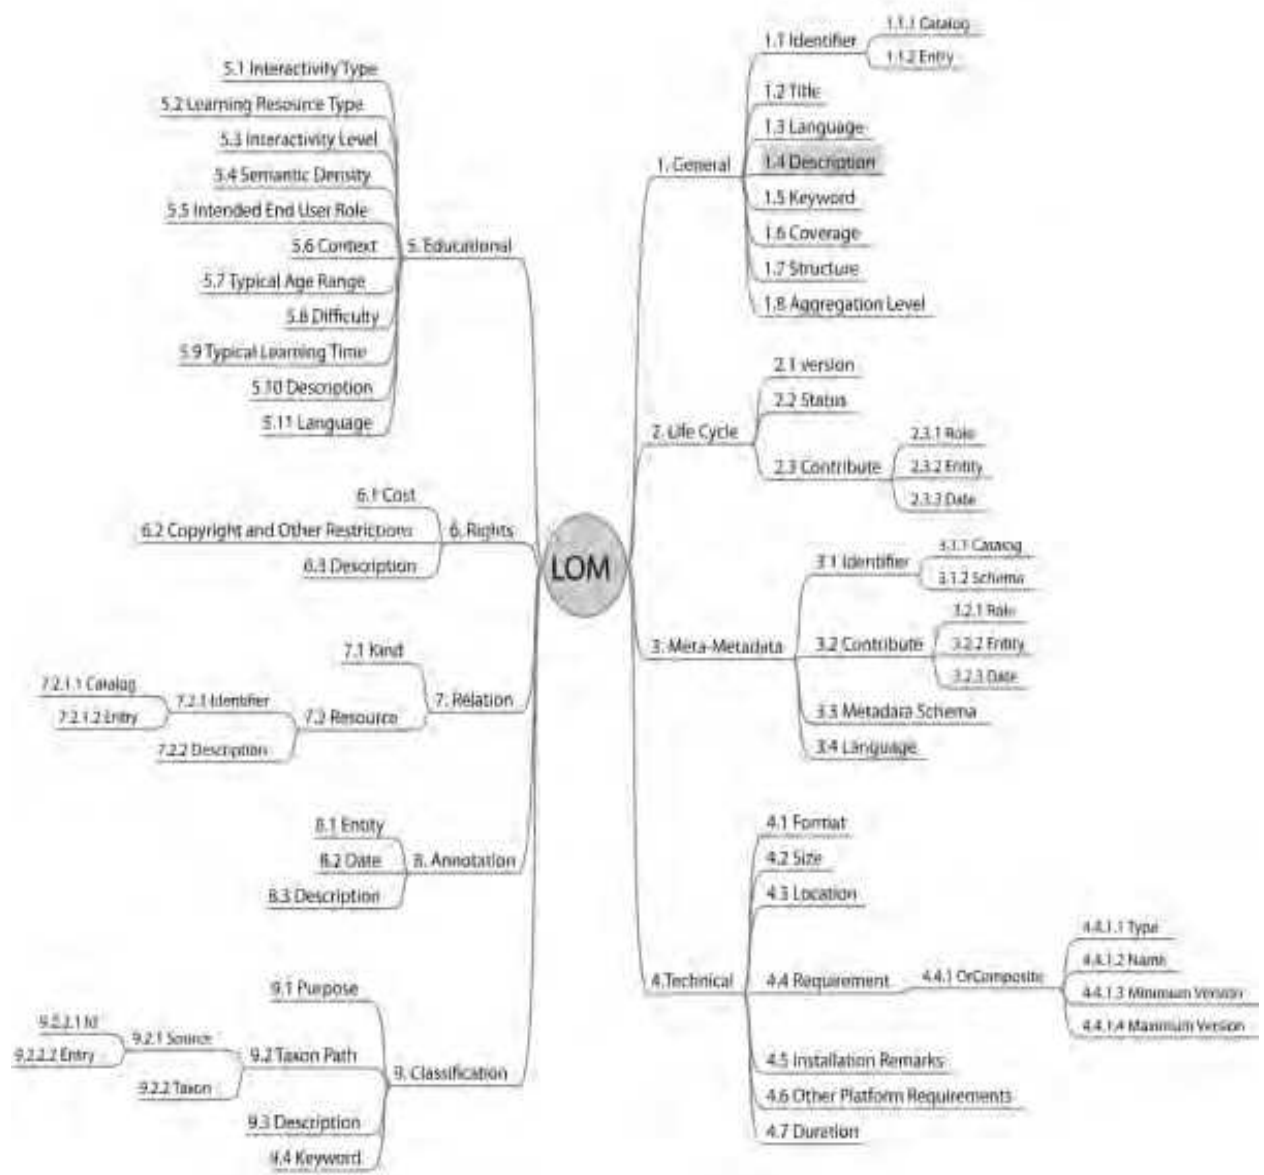 LOM
1. General
1.1 Identifier
1.1.1 Catalog
1.1.2 Entry
1.2 Title
1.3 Language
1.4 Description
1.5 Keyword
1.6 Coverage
1.7 Structure
1.8 Aggregation Level
2. Life Cycle
2.1 version
2.2 Status
2.3 Contribute
2.3.1 Role
2.3.2 Entity
2.3.3 Date
3. Meta-Metadata
3.1 Identifier
3.1.1 Catalog
3.1.2 Schema
3.2 Contribute
3.2.1 Role
3.2.2 Entity
3.2.3 Date
3.3 Metadara Schema
3.4 Language
4.Technical
4.1 Format
4.2 Size
4.3 Location
4.4 Requirement
4.4.1 OrComposite
4.4.1.1 Type
4.4.1.2 Name
4.4.1.3 Minimum Version
4.4.1.4 Maximum Version
4.5 Installation Remarks
4.6 Other Platform Requirements
4.7 Duration
5. Educational
5.1 Interactivity Type
5.2 Learning Resource Type
5.3 Interactivity Level
5.4 Semantic Density
5.5 Intended End User Role
5.6 Context
5.7 Typical Age Range
5.8 Difficulty
5.9 Typical Learning Time
5.10 Description
5.11 Language
6. Rights
6.1 Cost
6.2 Copyright and Other Restrictions
6.3 Description
7. Relation
7.1 Kind
7.2 Resource
7.2.1 Identifier
7.2.1.1 Catalog
7.2.1.2 Entry
7.2.2 Description
8. Annotation
8.1 Entity
8.2 Date
8.3 Description
9. Classification
9.1 Purpose
9.2 Taxon Path
9.2.1 Source
9.2.2.1 Id
9.2.2.2 Entry
9.2.2 Taxon
9.3 Description
9.4 Keyword